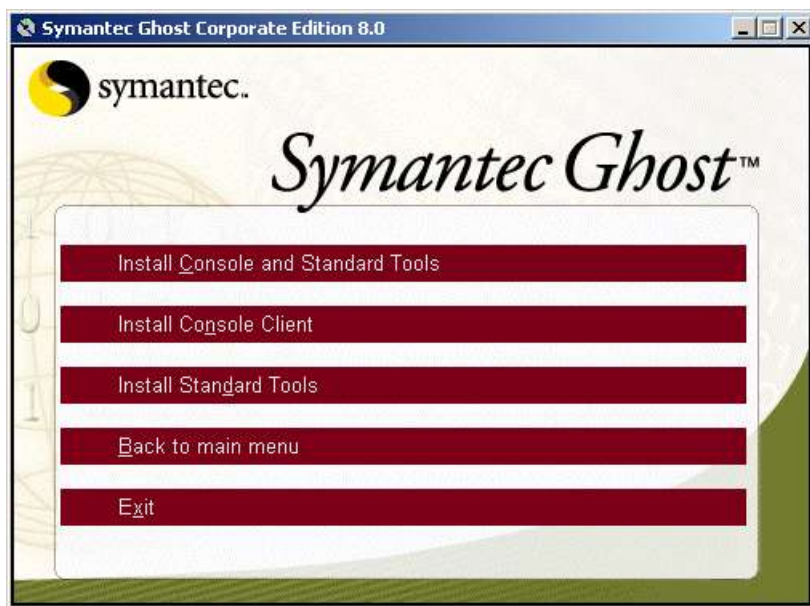 Symantec Ghost Corporate Edition 8.0
symantec.
Symantec Ghost™
Install Console and Standard Tools
Install Console Client
Install Standard Tools
Back to main menu
Exit